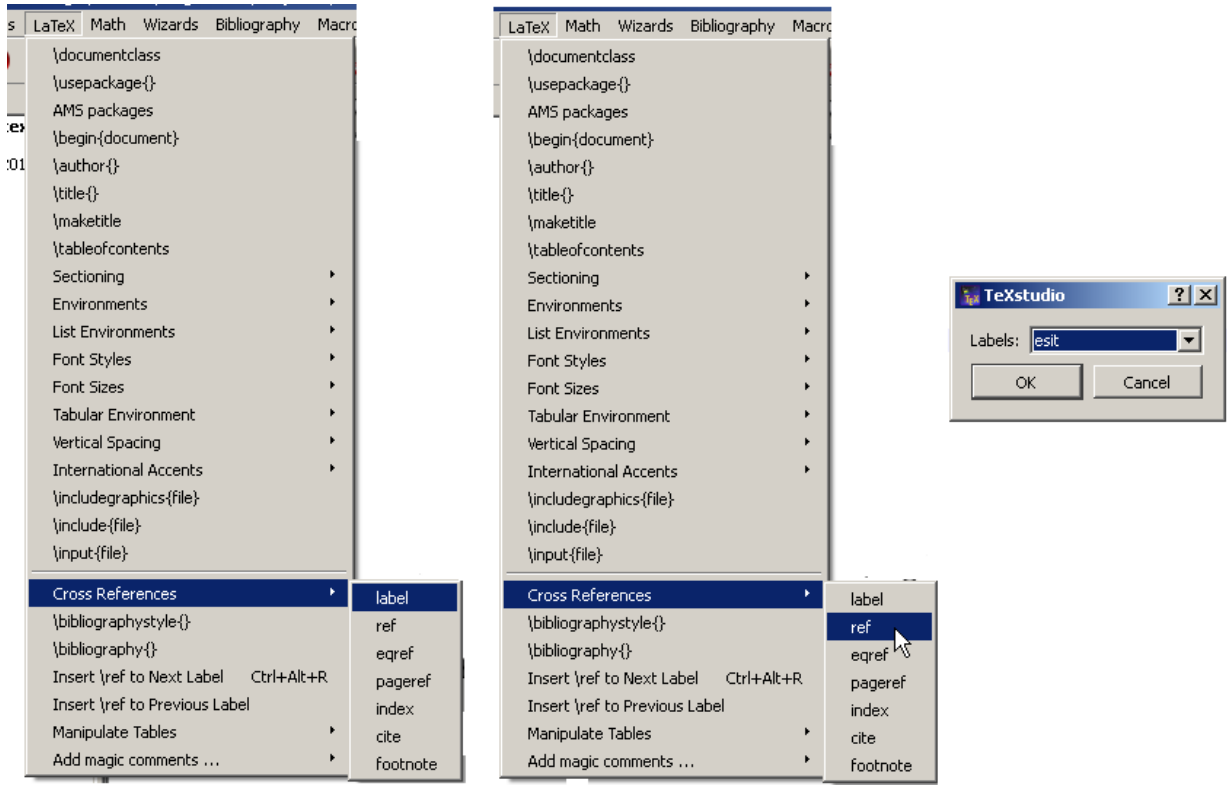 s LaTeX Math Wizards Bibliography Macro
\documentclass
\usepackage{}
AMS packages
\begin{document}
\author{}
\title{}
\maketitle
\tableofcontents
Sectioning
Environments
List Environments
Font Styles
Font Sizes
Tabular Environment
Vertical Spacing
International Accents
\includegraphics{file}
\include{file}
\input{file}
Cross References
\bibliographystyle{}
\bibliography{}
Insert \ref to Next Label Ctrl+Alt+R
Insert \ref to Previous Label
Manipulate Tables
Add magic comments ...
label
ref
eqref
pageref
index
cite
footnote
tex
201
LaTeX Math Wizards Bibliography Macro
\documentclass
\usepackage{}
AMS packages
\begin{document}
\author{}
\title{}
\maketitle
\tableofcontents
Sectioning
Environments
List Environments
Font Styles
Font Sizes
Tabular Environment
Vertical Spacing
International Accents
\includegraphics{file}
\include{file}
\input{file}
Cross References
\bibliographystyle{}
\bibliography{}
Insert \ref to Next Label Ctrl+Alt+R
Insert \ref to Previous Label
Manipulate Tables
Add magic comments ...
label
ref
eqref
pageref
index
cite
footnote
TeXstudio
Labels: esit
OK Cancel